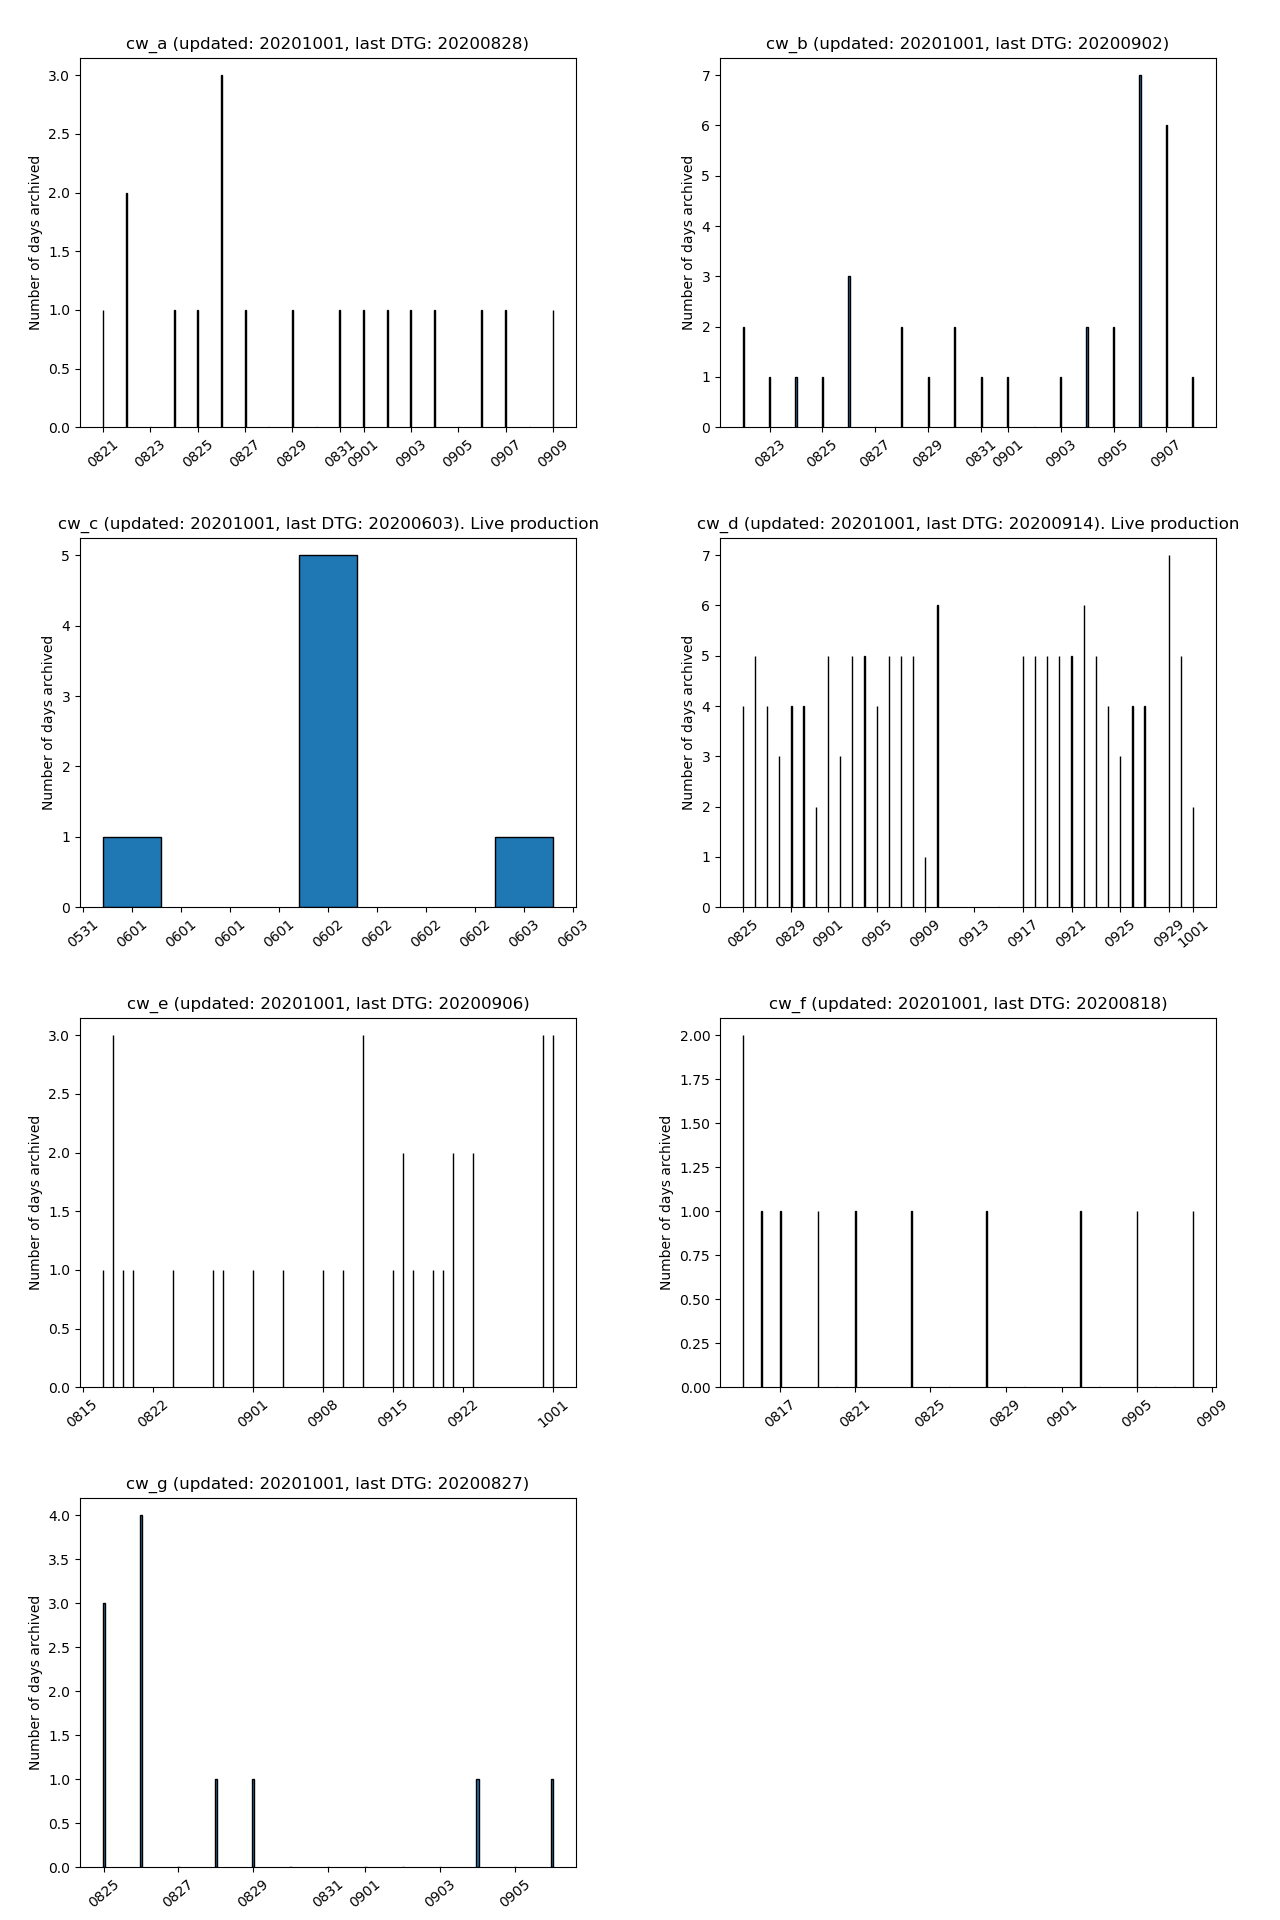 cw_a (updated: 20201001, last DTG: 20200828)
Number of days archived
3.0
2.5
2.0
1.5
1.0
0.5
0.0
0821 0823 0825 0827 0829 0831 0901 0903 0905 0907 0909
cw_b (updated: 20201001, last DTG: 20200902)
Number of days archived
7
6
5
4
3
2
1
0
0823 0825 0827 0829 0831 0901 0903 0905 0907
cw_c (updated: 20201001, last DTG: 20200603). Live production
Number of days archived
5
4
3
2
1
0
0531 0601 0601 0601 0601 0602 0602 0602 0602 0603 0603
cw_d (updated: 20201001, last DTG: 20200914). Live production
Number of days archived
7
6
5
4
3
2
1
0
0825 0829 0901 0905 0909 0913 0917 0921 0925 0929 1001
cw_e (updated: 20201001, last DTG: 20200906)
Number of days archived
3.0
2.5
2.0
1.5
1.0
0.5
0.0
0815 0822 0901 0908 0915 0922 1001
cw_f (updated: 20201001, last DTG: 20200818)
Number of days archived
2.00
1.75
1.50
1.25
1.00
0.75
0.50
0.25
0.00
0817 0821 0825 0829 0901 0905 0909
cw_g (updated: 20201001, last DTG: 20200827)
Number of days archived
4.0
3.5
3.0
2.5
2.0
1.5
1.0
0.5
0.0
0825 0827 0829 0831 0901 0903 0905